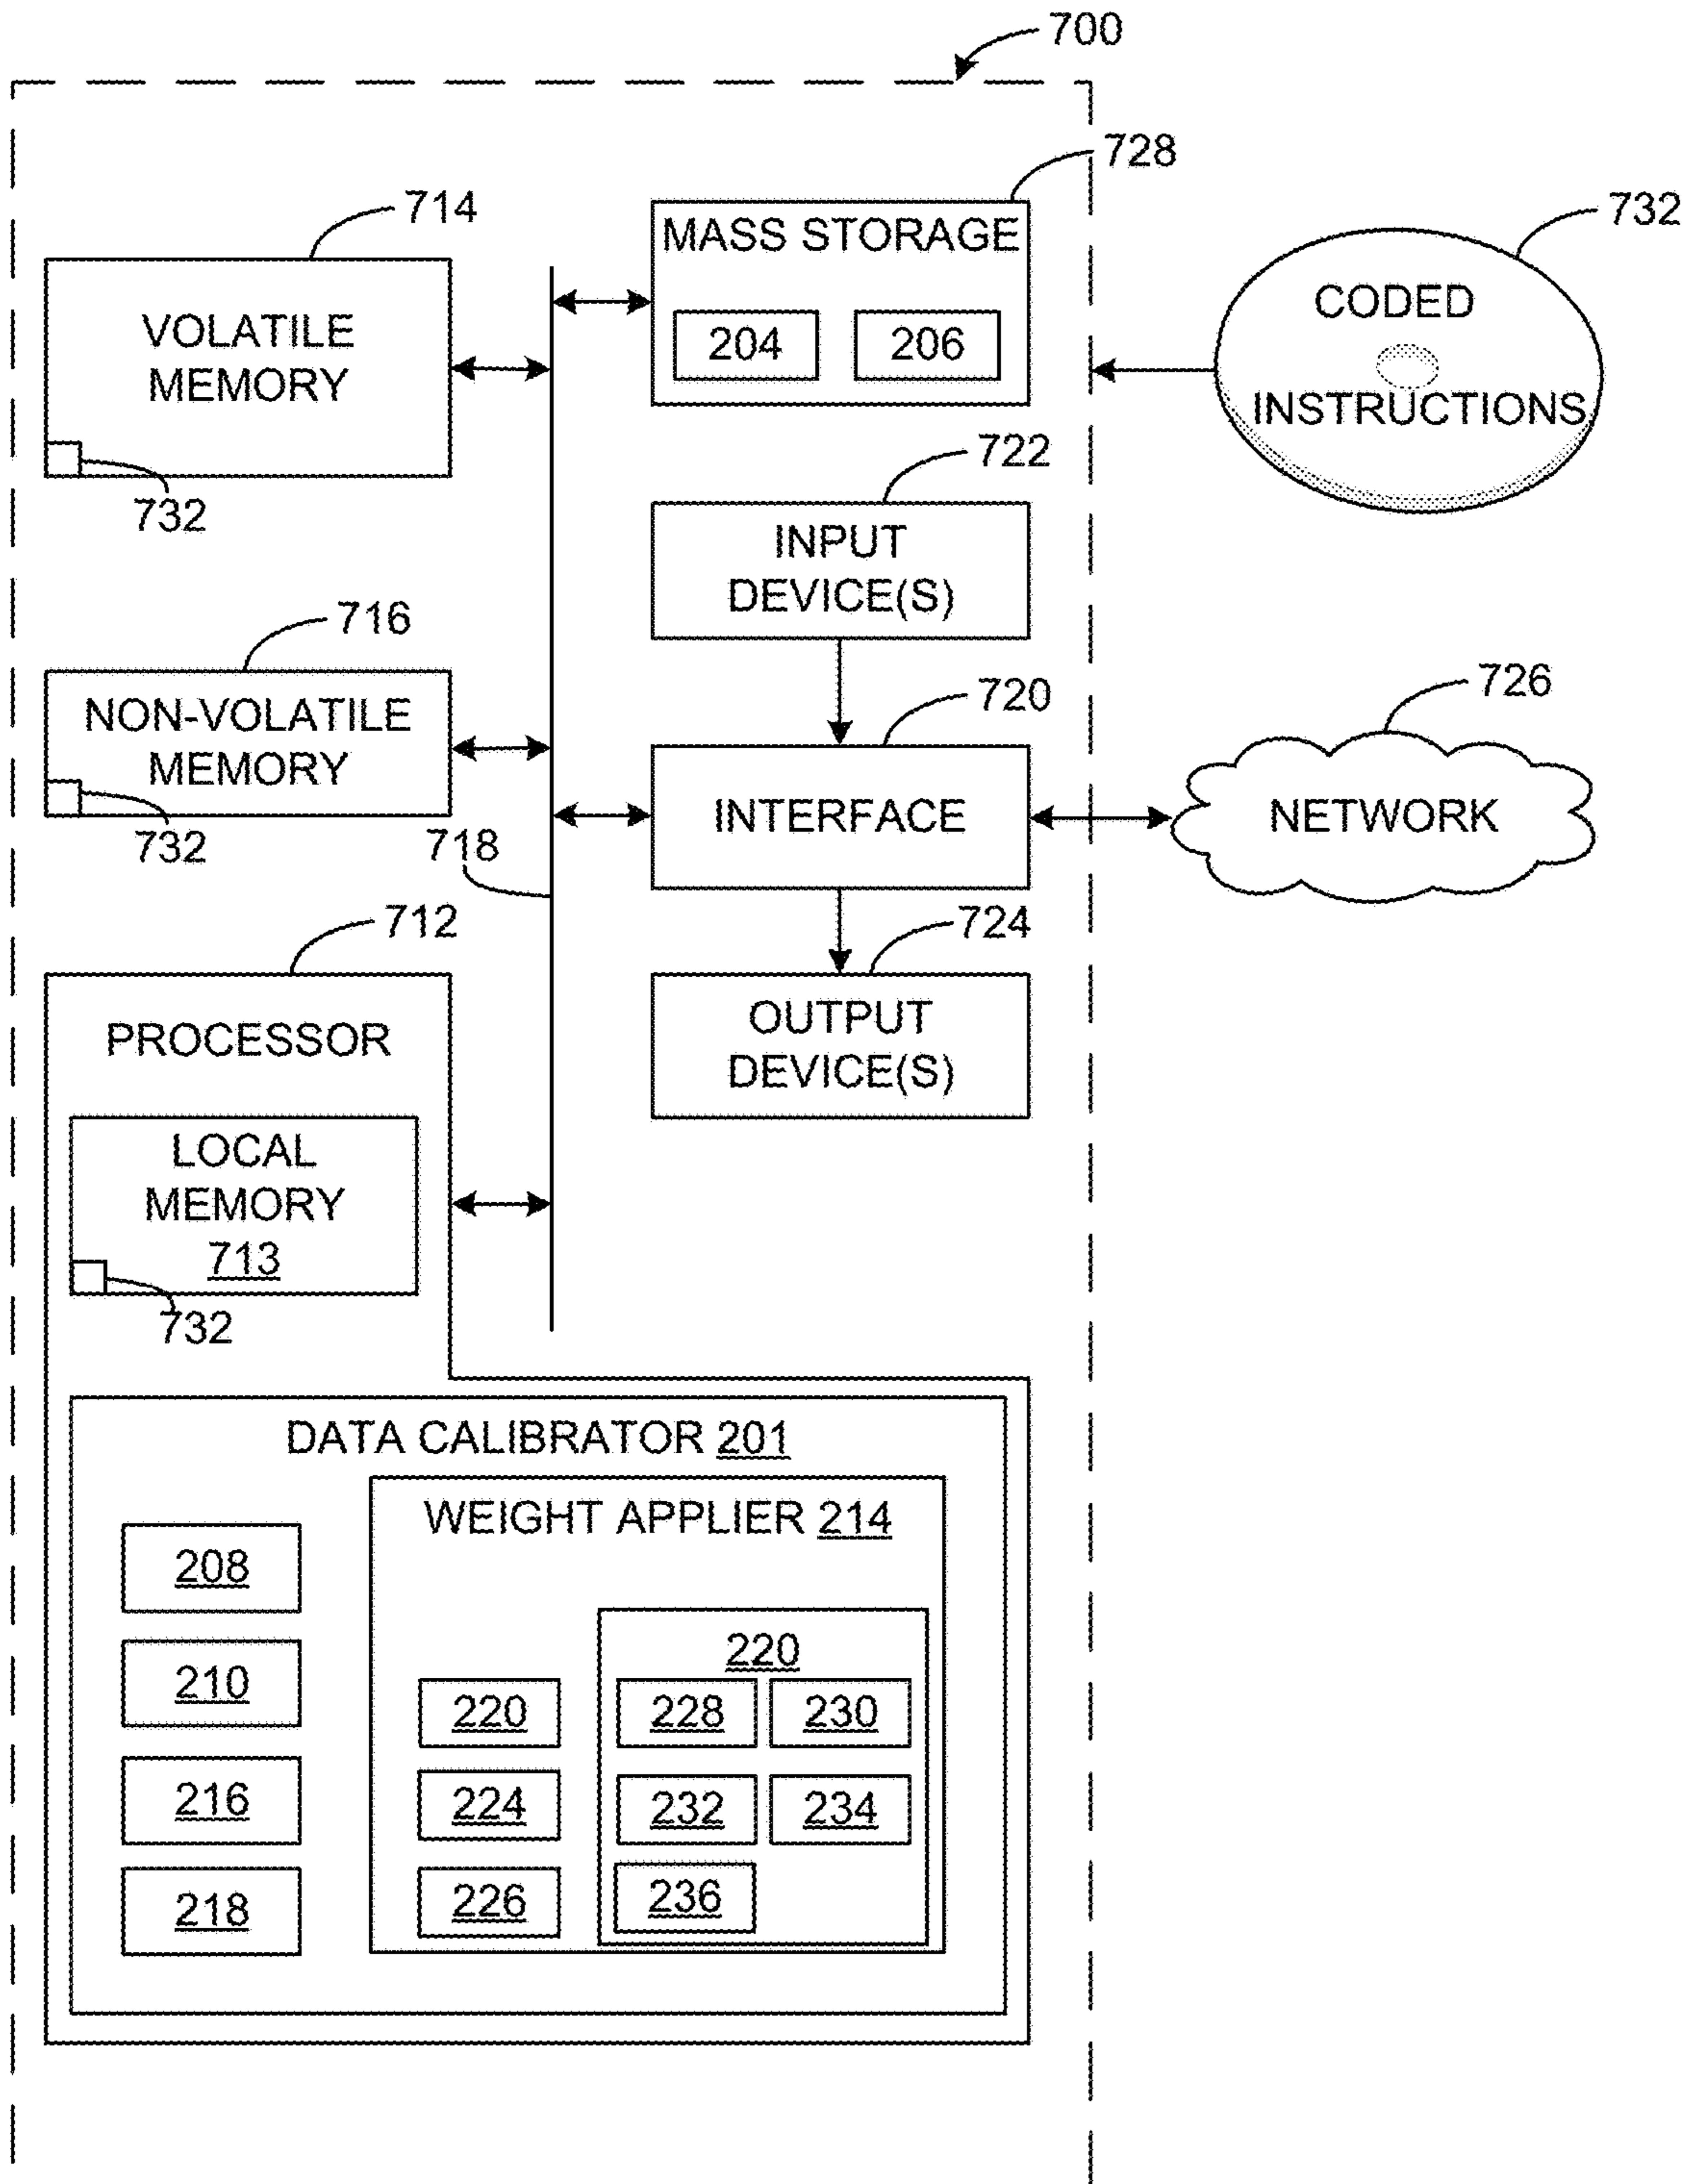 700
728
714
732
MASS STORAGE
204
206
VOLATILE
MEMORY
732
CODED
INSTRUCTIONS
722
INPUT
DEVICE(S)
716
NON-VOLATILE
MEMORY
732
718
720
INTERFACE
726
NETWORK
712
724
OUTPUT
DEVICE(S)
PROCESSOR
LOCAL
MEMORY
713
732
DATA CALIBRATOR 201
WEIGHT APPLIER 214
208
210
216
218
220
224
226
220
228
230
232
234
236